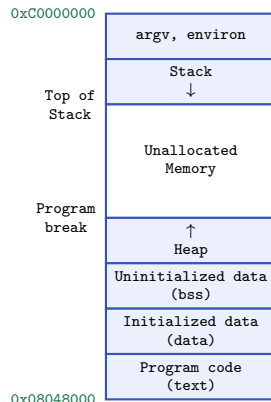 0xC0000000
argv, environ
Stack
↓
Top of
Stack
Unallocated
Memory
Program
break
↑
Heap
Uninitialized data
(bss)
Initialized data
(data)
Program code
(text)
0x08048000